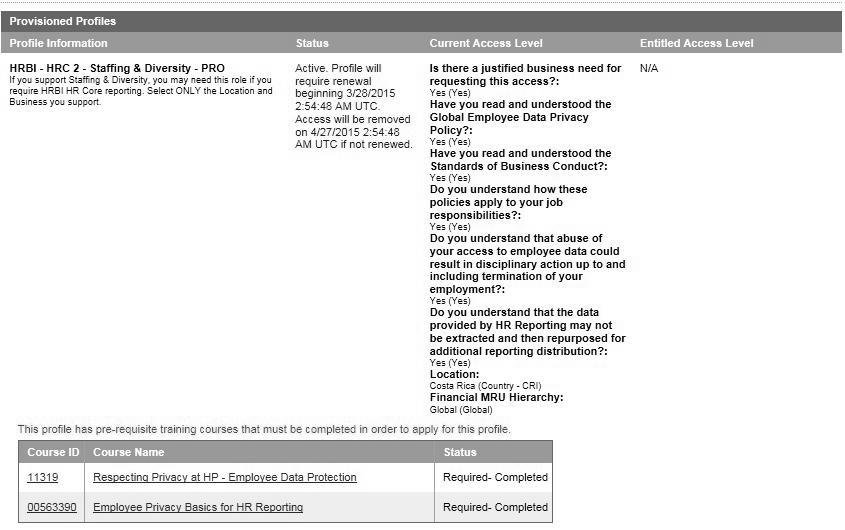 Provisioned Profiles
Profile Information Status Current Access Level Entitled Access Level
HRBI - HRC 2 - Staffing & Diversity - PRO
If you support Staffing & Diversity, you may need this role if you
require HRBI HR Core reporting. Select ONLY the Location and
Business you support.
Active. Profile will
require renewal
beginning 3/28/2015
2:54:48 AM UTC.
Access will be removed
on 4/27/2015 2:54:48
AM UTC if not renewed.
Is there a justified business need for
requesting this access?:
Yes (Yes)
Have you read and understood the
Global Employee Data Privacy
Policy?:
Yes (Yes)
Have you read and understood the
Standards of Business Conduct?:
Yes (Yes)
Do you understand how these
policies apply to your job
responsibilities?:
Yes (Yes)
Do you understand that abuse of
your access to employee data could
result in disciplinary action up to and
including termination of your
employment?:
Yes (Yes)
Do you understand that the data
provided by HR Reporting may not
be extracted and then repurposed for
additional reporting distribution?:
Yes (Yes)
Location:
Costa Rica (Country - CRI)
Financial MRU Hierarchy:
Global (Global)
N/A
This profile has pre-requisite training courses that must be completed in order to apply for this profile.
Course ID Course Name Status
11319 Respecting Privacy at HP - Employee Data Protection Required- Completed
00563390 Employee Privacy Basics for HR Reporting Required- Completed